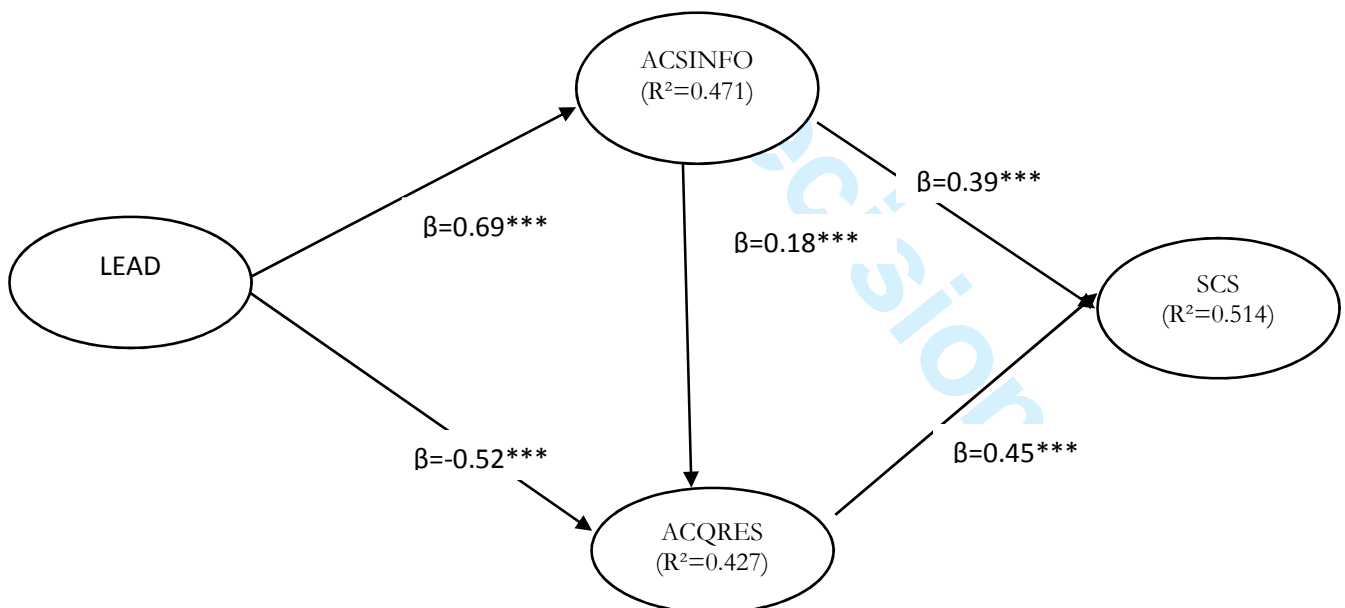 ACSINFO
(R²=0.471)
β=0.39***
β=0.69***
β=0.18***
LEAD
SCS
(R²=0.514)
β=-0.52***
β=0.45***
ACQRES
(R²=0.427)
ecision